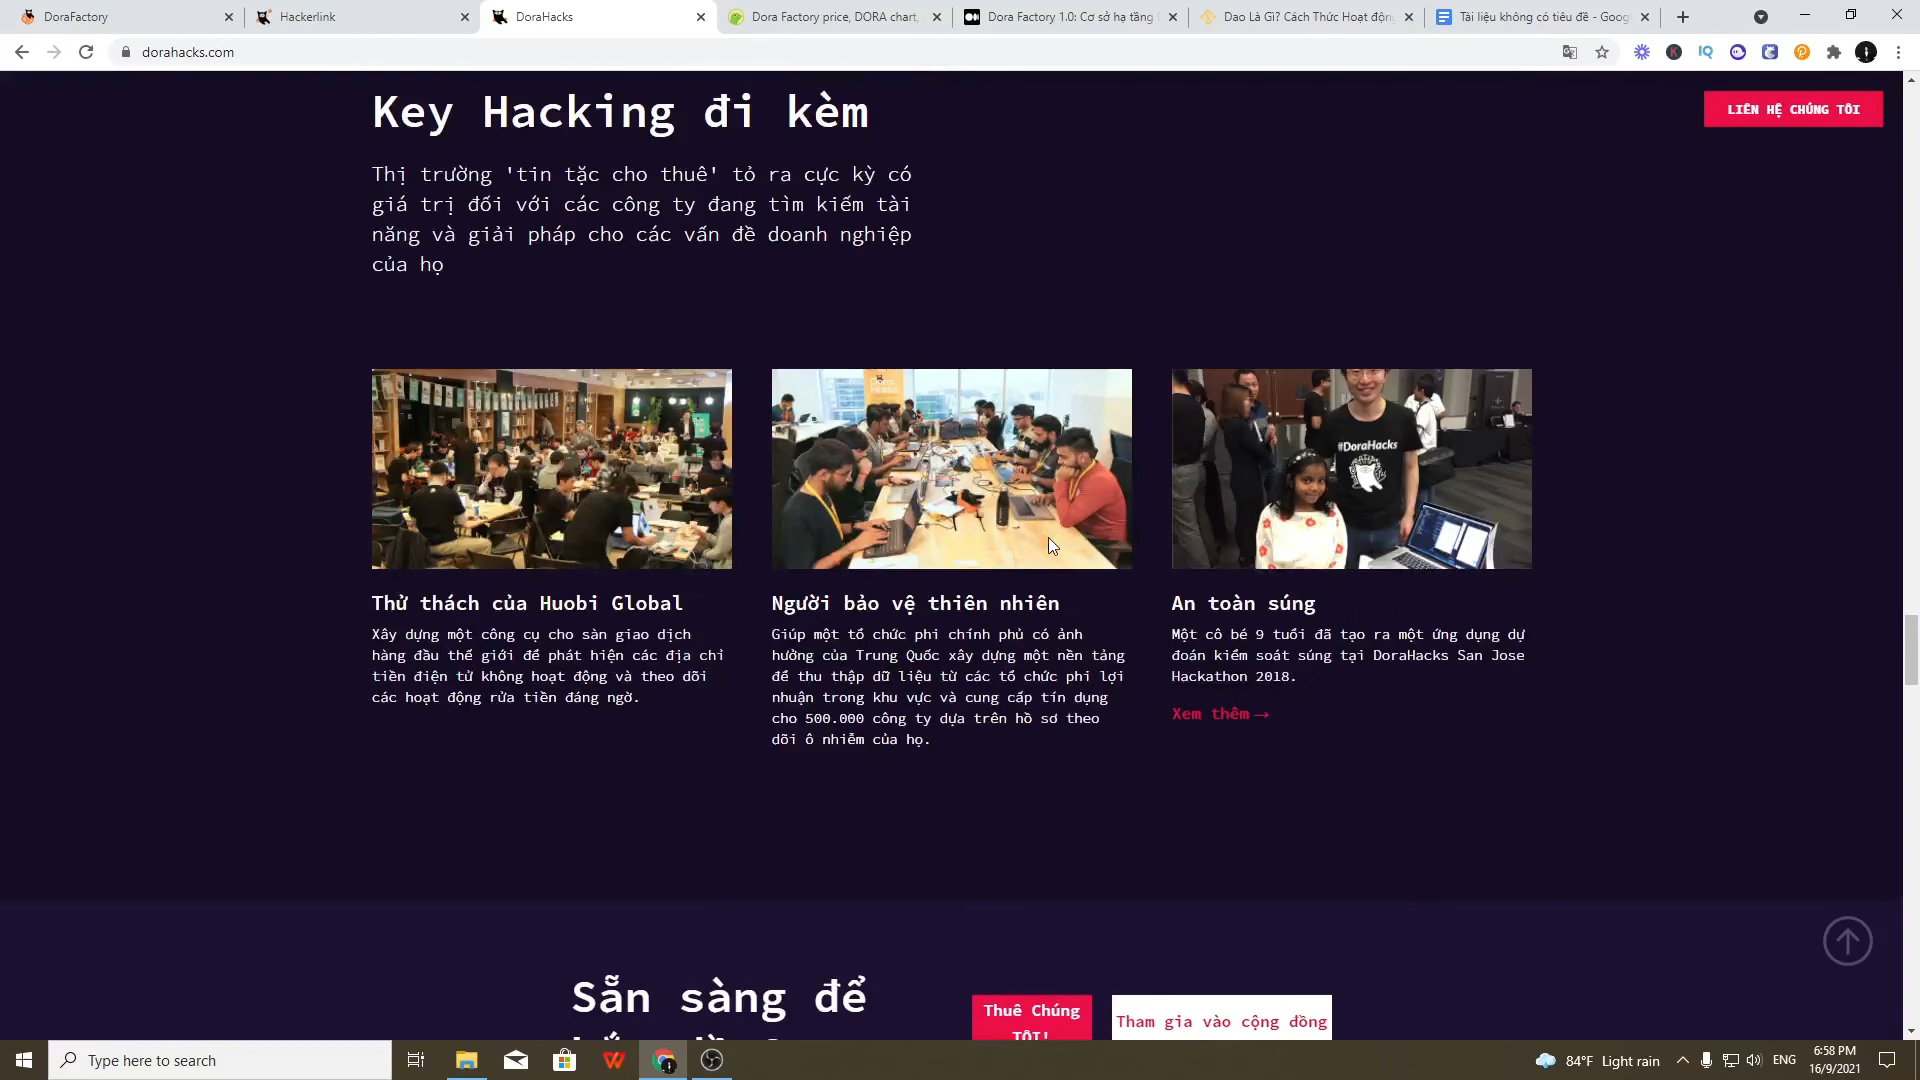 DoraFactory
Hackerlink
DoraHacks
Dora Factory price, DORA chart,
Dora Factory 1.0: Cơ sở hạ tầng
Dao Là Gì? Cách Thức Hoạt động
Tài liệu không có tiêu đề - Goog
dorahacks.com
Key Hacking đi kèm
LIÊN HỆ CHÚNG TÔI
Thị trường 'tin tặc cho thuê' tỏ ra cực kỳ có
giá trị đối với các công ty đang tìm kiếm tài
năng và giải pháp cho các vấn đề doanh nghiệp
của họ
#DoraHacks
Thử thách của Huobi Global
Xây dựng một công cụ cho sàn giao dịch
hàng đầu thế giới để phát hiện các địa chỉ
tiền điện tử không hoạt động và theo dõi
các hoạt động rửa tiền đáng ngờ.
Người bảo vệ thiên nhiên
Giúp một tổ chức phi chính phủ có ảnh
hưởng của Trung Quốc xây dựng một nền tảng
để thu thập dữ liệu từ các tổ chức phi lợi
nhuận trong khu vực và cung cấp tín dụng
cho 500.000 công ty dựa trên hồ sơ theo
dõi ô nhiễm của họ.
An toàn súng
Một cô bé 9 tuổi đã tạo ra một ứng dụng dự
đoán kiểm soát súng tại DoraHacks San Jose
Hackathon 2018.
Xem thêm→
Sẵn sàng để
Thuê Chúng
TÔI!
Tham gia vào cộng đồng
Type here to search
84°F Light rain
ENG
6:58 PM
16/9/2021